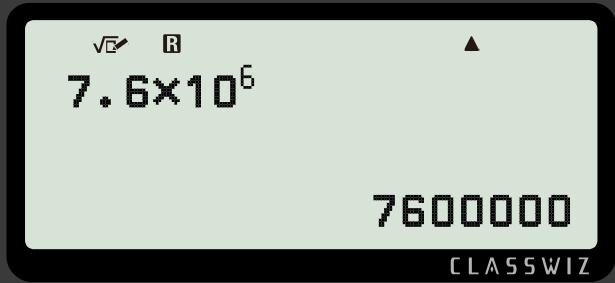 √ R ▲
7.6×10⁶
7600000
CLASSWIZ